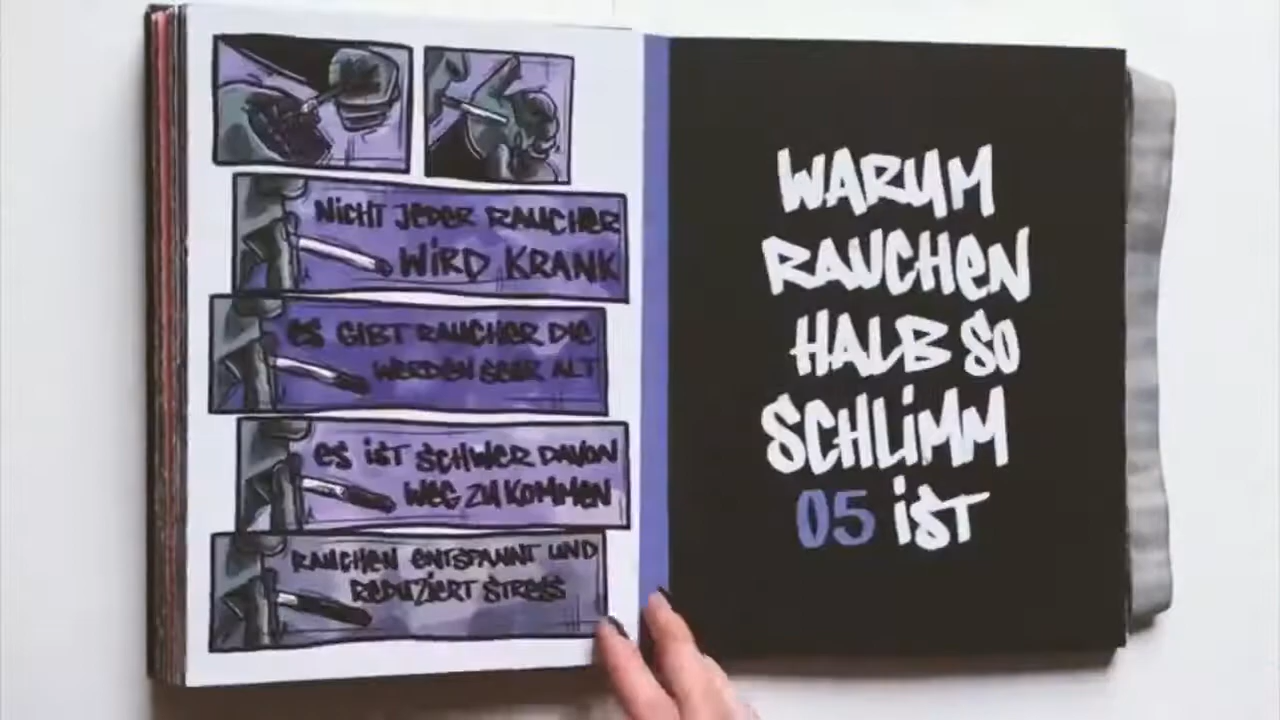 NICHT JEDER RAUCHER
WIRD KRANK
ES GIBT RAUCHER DIE
WERDEN SEHR ALT
ES IST SCHWER DAVON
WEG ZU KOMMEN
RAUCHEN ENTSPANNT UND
REDUZIERT STRESS
WARUM
RAUCHEN
HALB SO
SCHLIMM
05 IST